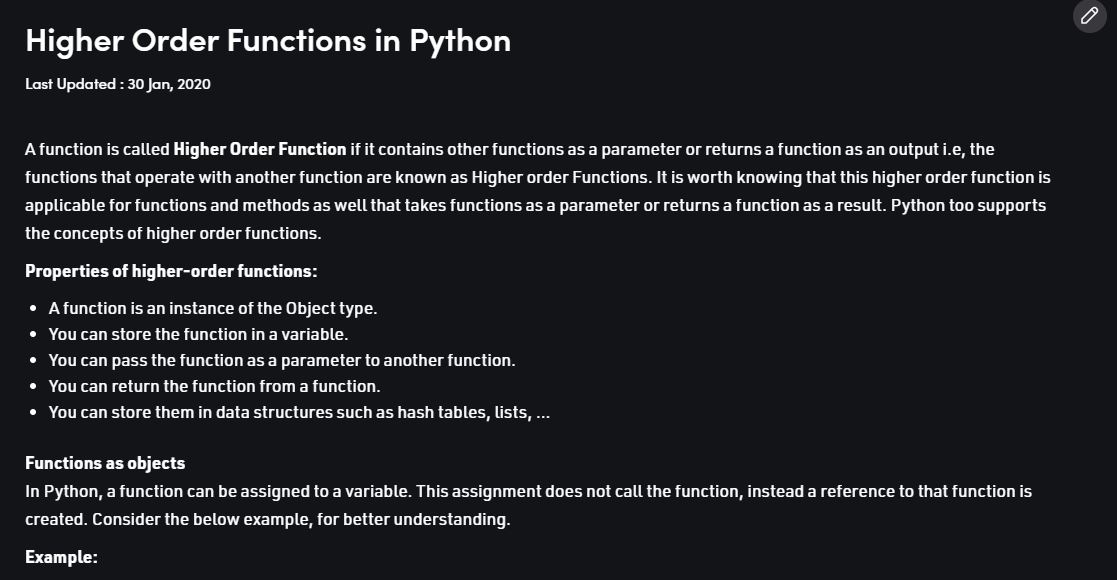 Higher Order Functions in Python
Last Updated : 30 Jan, 2020
A function is called Higher Order Function if it contains other functions as a parameter or returns a function as an output i.e, the
functions that operate with another function are known as Higher order Functions. It is worth knowing that this higher order function is
applicable for functions and methods as well that takes functions as a parameter or returns a function as a result. Python too supports
the concepts of higher order functions.
Properties of higher-order functions:
• A function is an instance of the Object type.
• You can store the function in a variable.
• You can pass the function as a parameter to another function.
• You can return the function from a function.
• You can store them in data structures such as hash tables, lists, …
Functions as objects
In Python, a function can be assigned to a variable. This assignment does not call the function, instead a reference to that function is
created. Consider the below example, for better understanding.
Example: